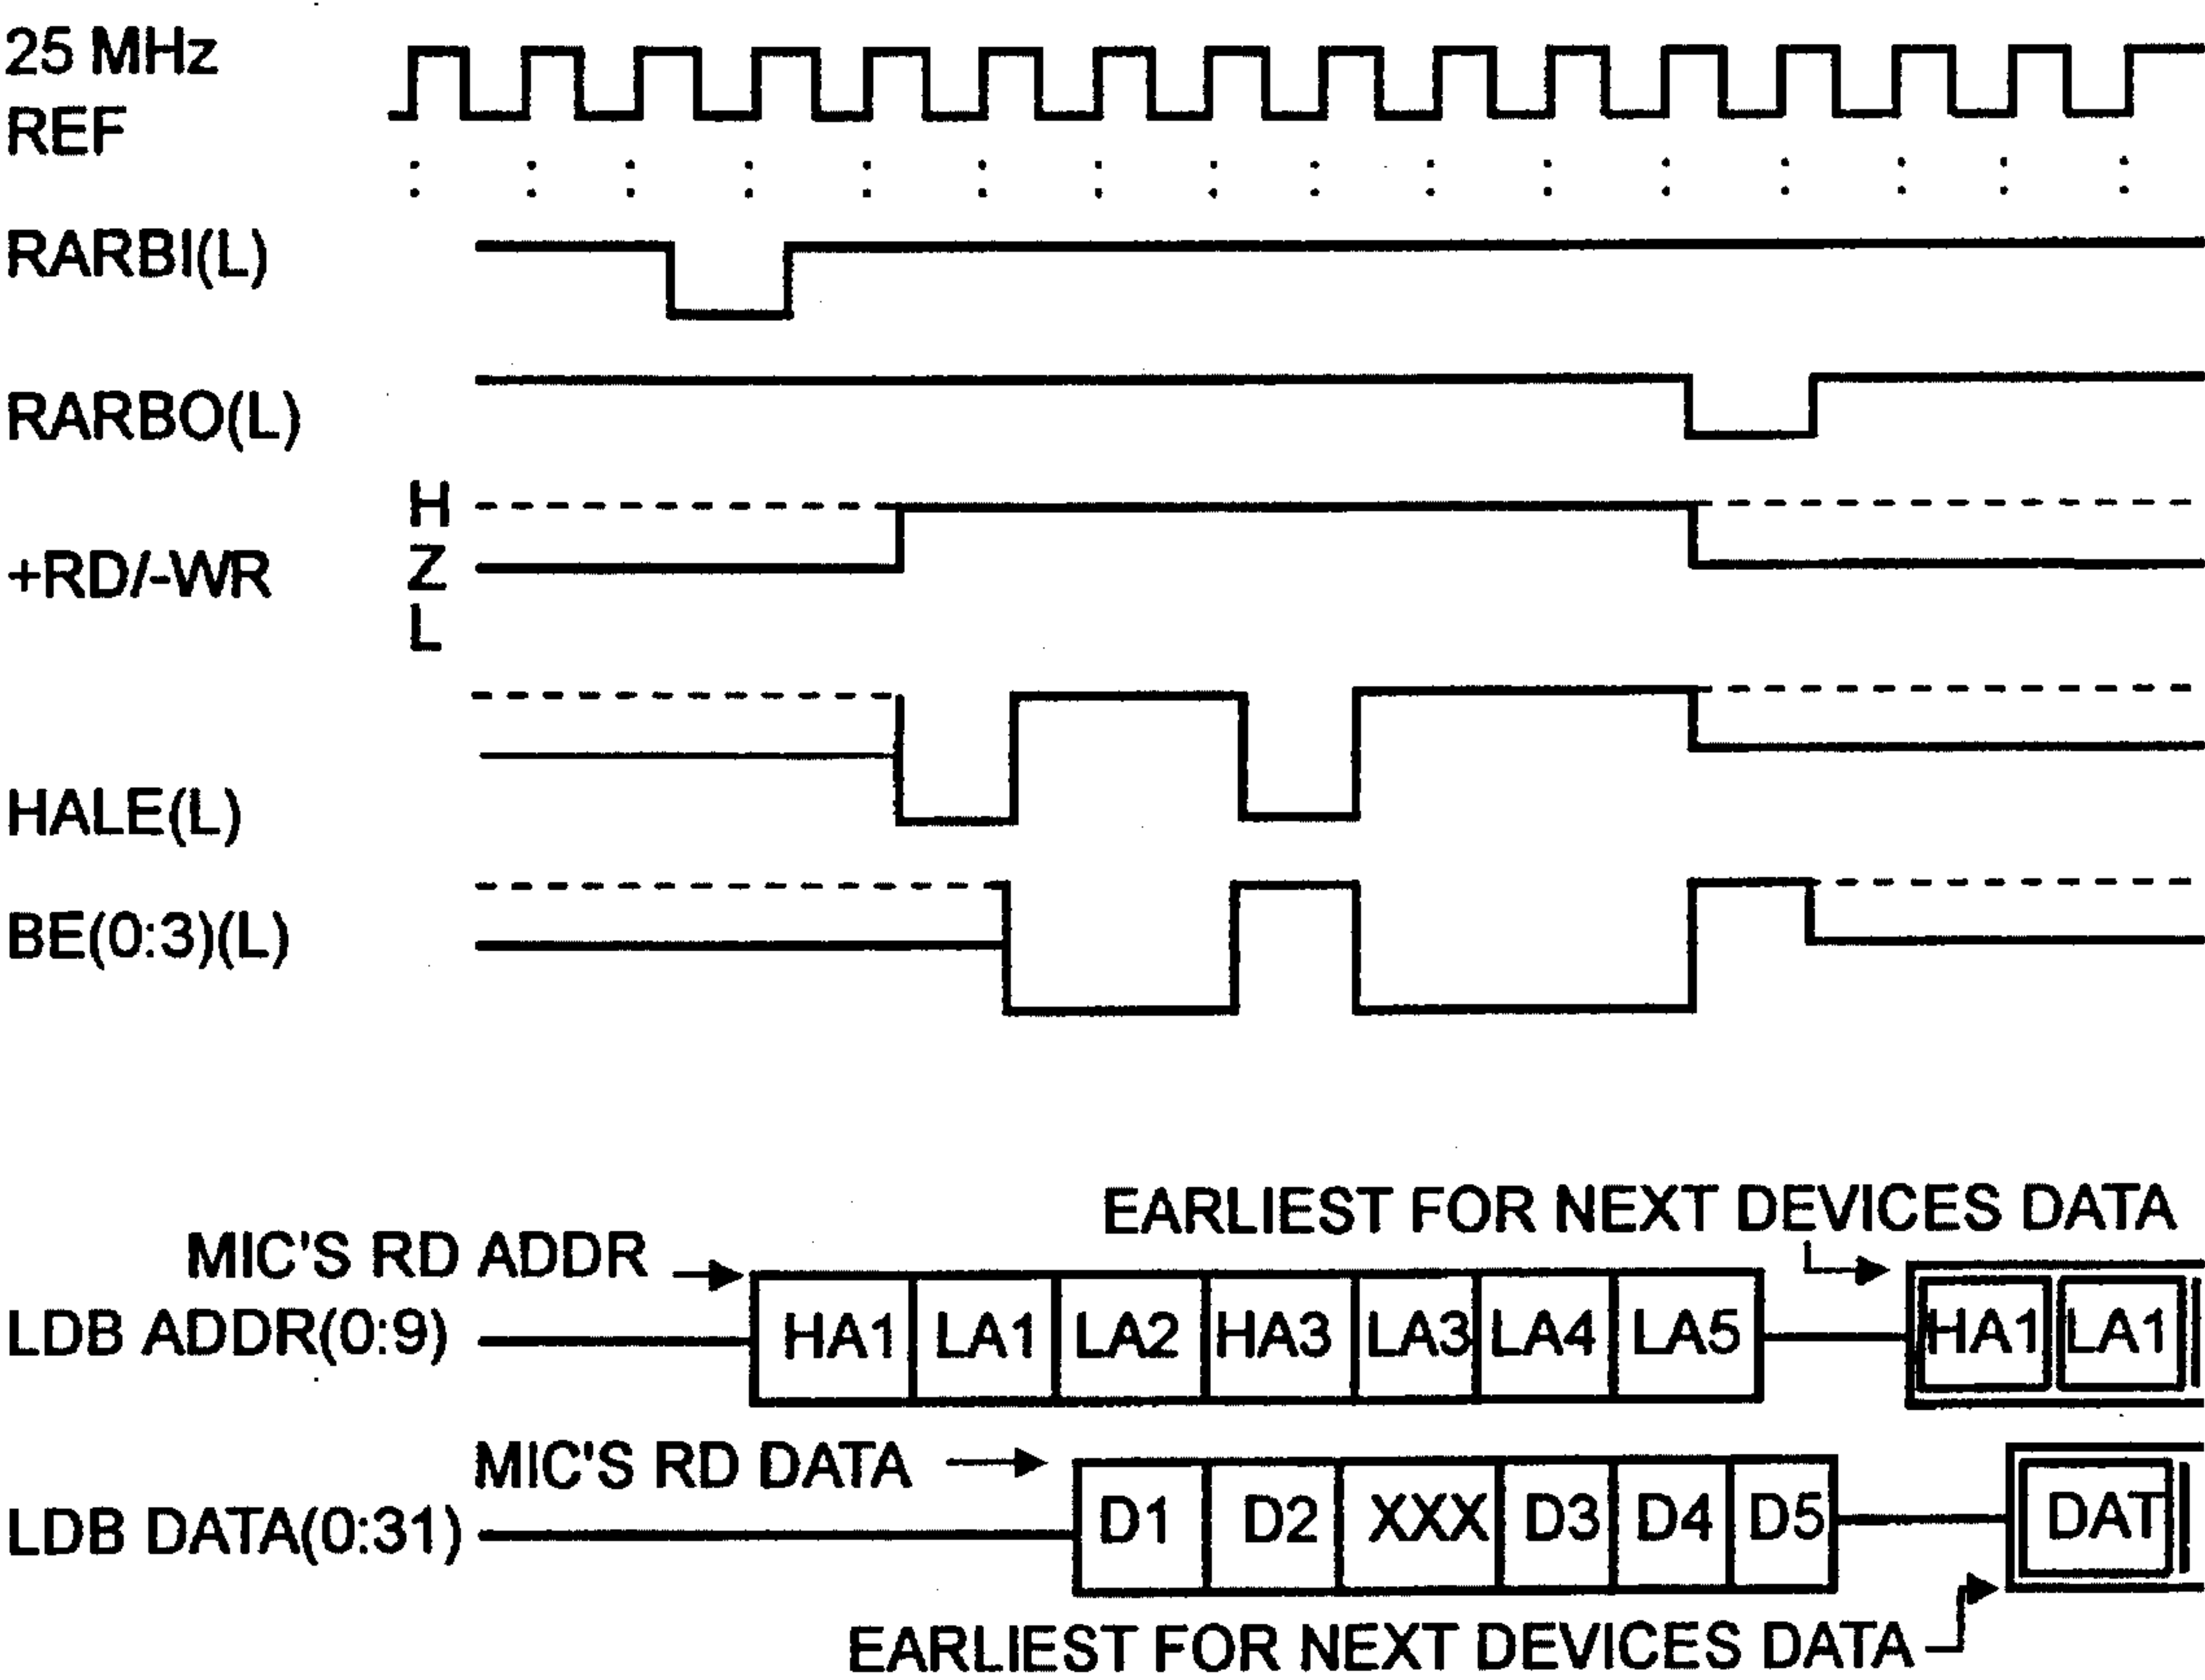 25 MHz
REF
RARBI(L)
RARBO(L)
H
+RD/-WR Z
L
HALE(L)
BE(0:3)(L)
EARLIEST FOR NEXT DEVICES DATA
MIC'S RD ADDR
LDB ADDR(0:9) HA1 LA1 LA2 HA3 LA3 LA4 LA5 HA1 LA1
MIC'S RD DATA
LDB DATA(0:31) D1 D2 XXX D3 D4 D5 DAT
EARLIEST FOR NEXT DEVICES DATA